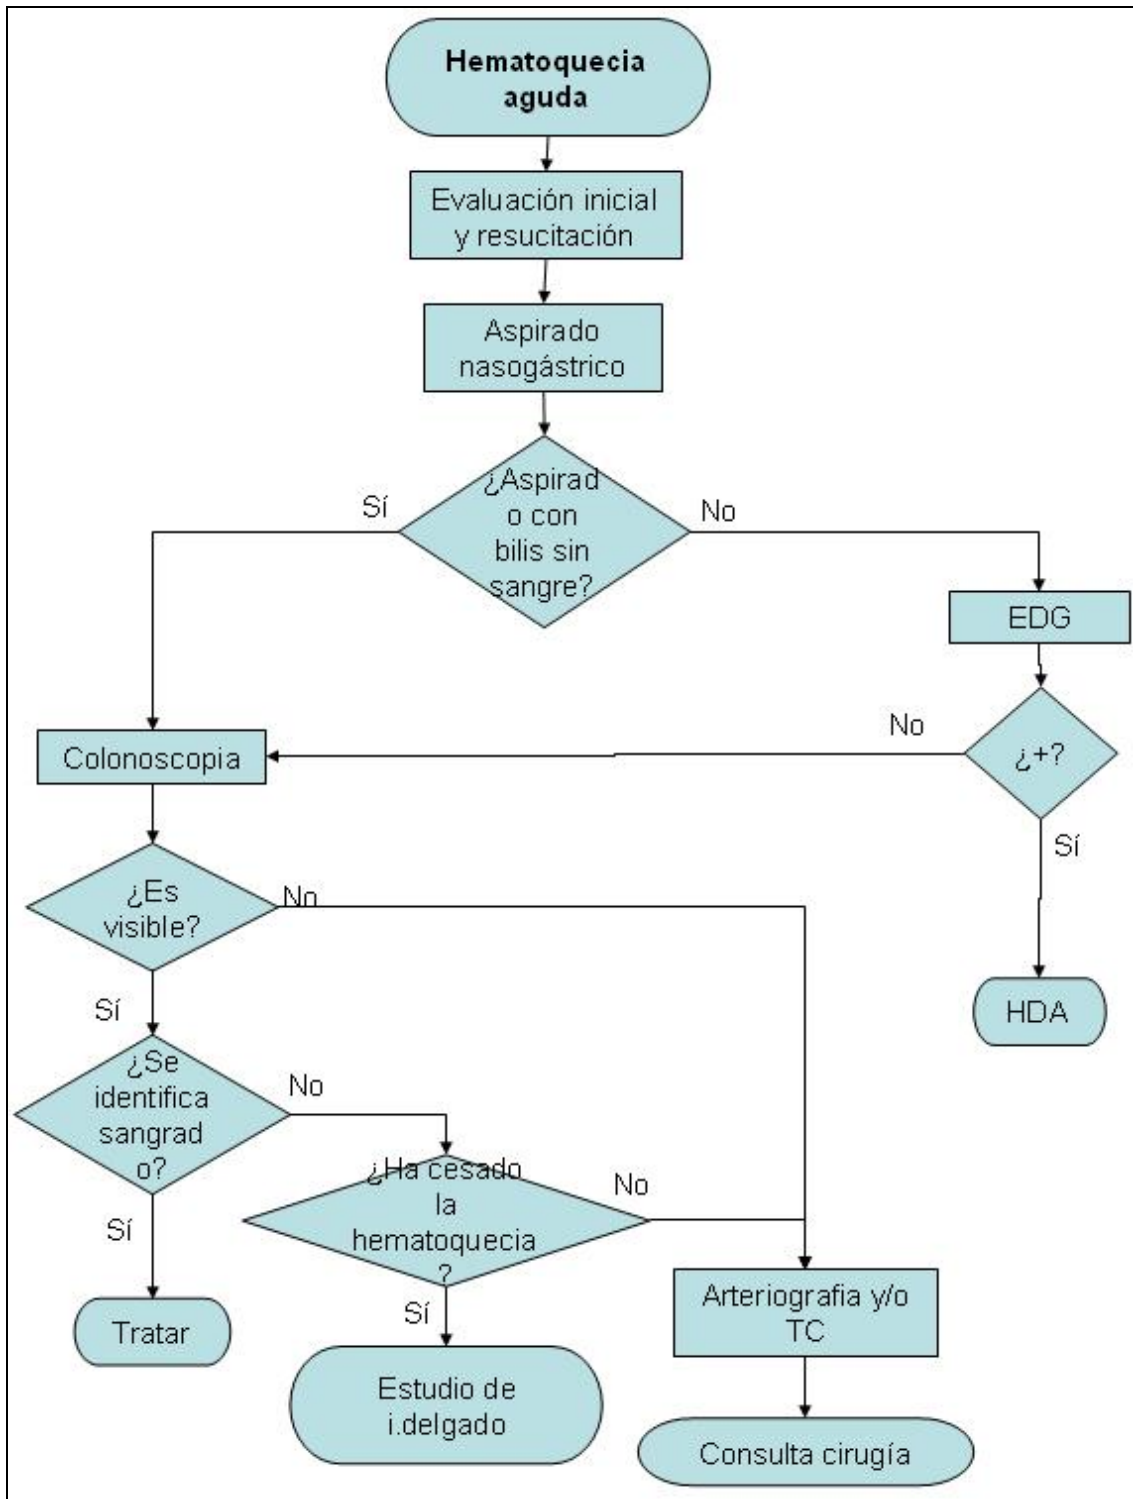 Hematoquecia
aguda
Evaluación inicial
y resucitación
Aspirado
nasogástrico
¿Aspirad
o con
bilis sin
sangre?
Sí
No
EDG
Colonoscopia
No
¿+?
Sí
¿Es
visible?
No
Sí
HDA
¿Se
identifica
sangrad
o?
No
¿Ha cesado
la
hematoquecia
?
No
Sí
Sí
Arteriografia y/o
TC
Tratar
Estudio de
i.delgado
Consulta cirugía